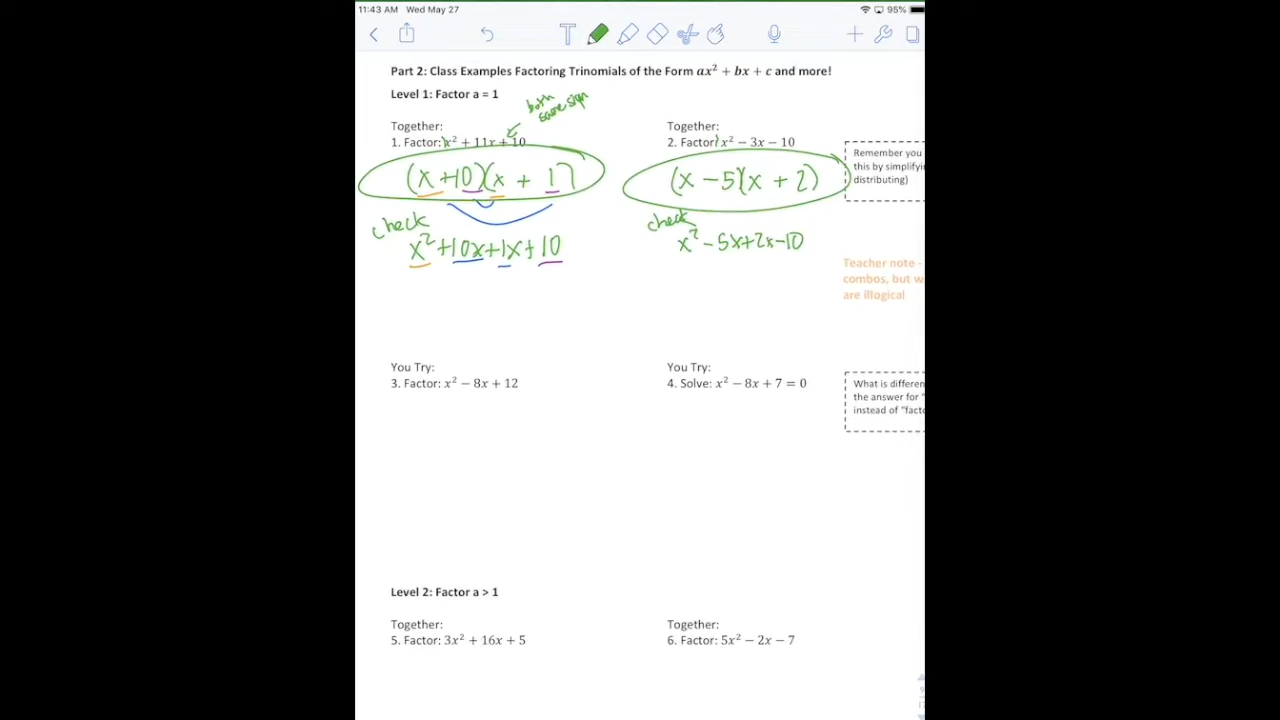 11:43 AM Wed May 27
95%
Part 2: Class Examples Factoring Trinomials of the Form ax² + bx + c and more!
Level 1: Factor a = 1
both
same sign
Together:
1. Factor: x² + 11x + 10
(x +10)(x + 1)
check
x² +10x+1x+10
Together:
2. Factor: x² − 3x − 10
(x −5)(x + 2)
check
x² −5x+2x−10
Remember you
this by simplifyin
distributing)
Teacher note -
combos, but w
are illogical
You Try:
3. Factor: x² − 8x + 12
You Try:
4. Solve: x² − 8x + 7 = 0
What is differen
the answer for "
instead of "facto
Level 2: Factor a > 1
Together:
5. Factor: 3x² + 16x + 5
Together:
6. Factor: 5x² − 2x − 7